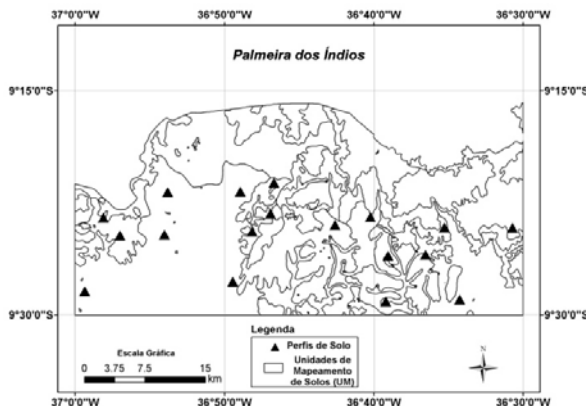 37°0'0"W 36°50'0"W 36°40'0"W 36°30'0"W
Palmeira dos Índios
9°15'0"S 9°15'0"S
9°30'0"S 9°30'0"S
Legenda
Perfis de Solo
Unidades de
Mapeamento
de Solos (UM)
Escala Gráfica
0 3.75 7.5 15
km
N
37°0'0"W 36°50'0"W 36°40'0"W 36°30'0"W